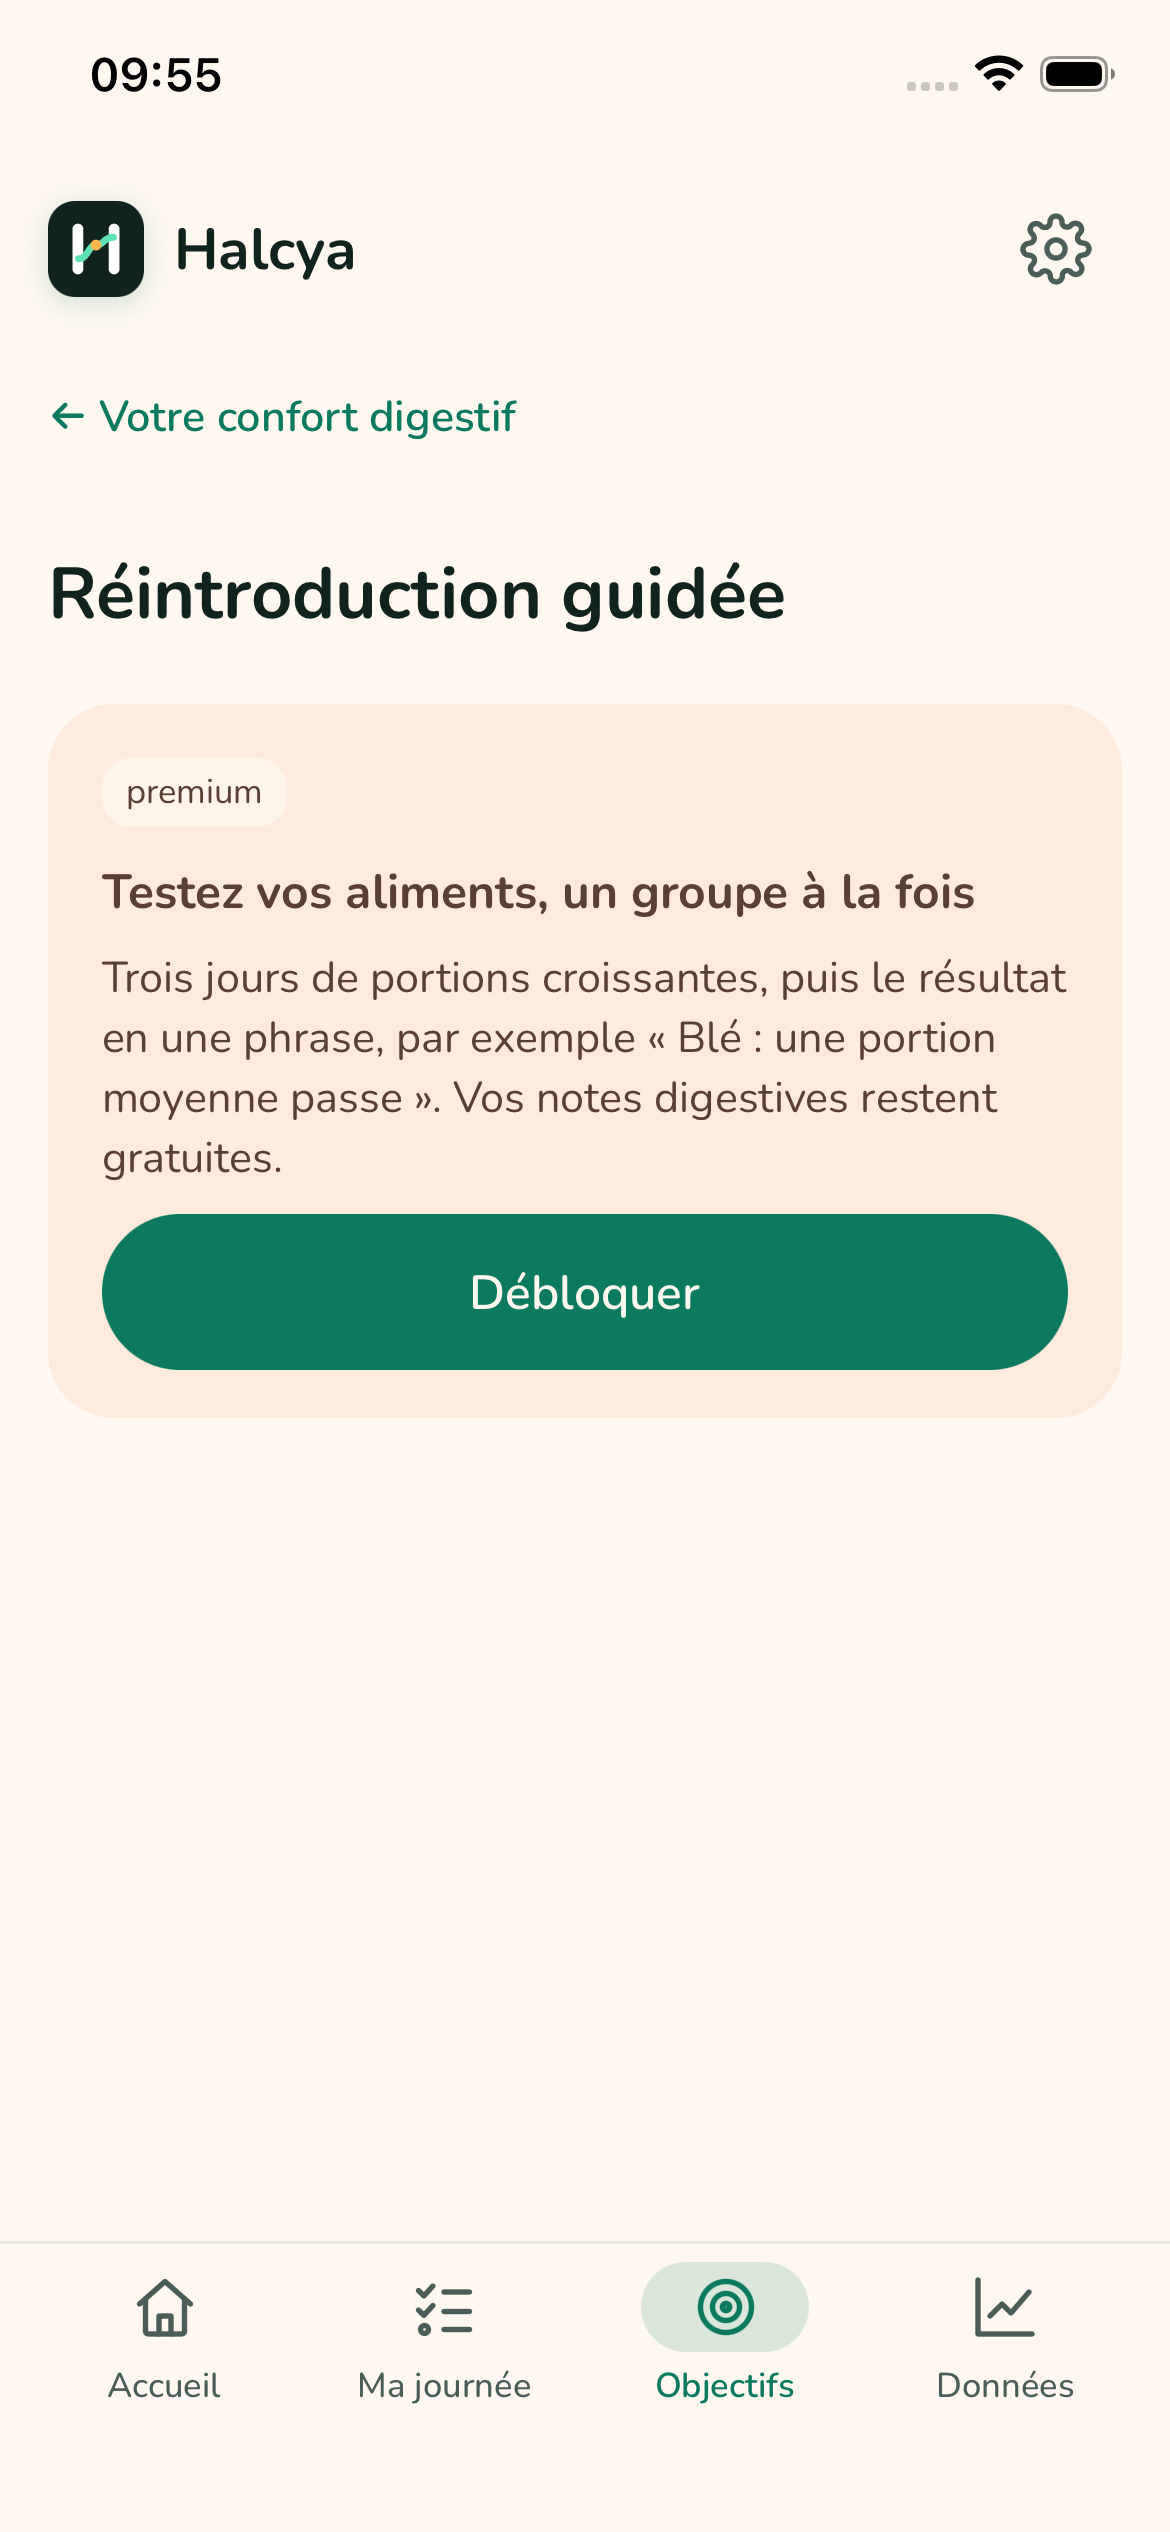 09:55
Halcya
← Votre confort digestif
Réintroduction guidée
premium
Testez vos aliments, un groupe à la fois
Trois jours de portions croissantes, puis le résultat
en une phrase, par exemple « Blé : une portion
moyenne passe ». Vos notes digestives restent
gratuites.
Débloquer
Accueil
Ma journée
Objectifs
Données